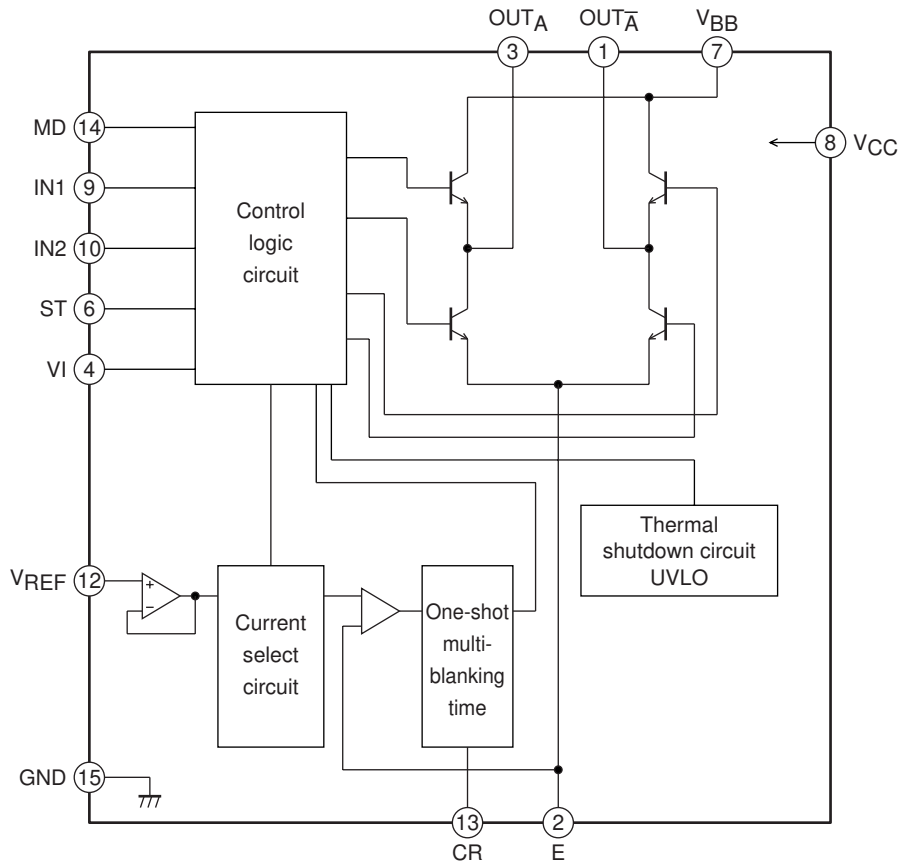 OUTA
OUTA̅
VBB
3
1
7
MD
14
8
VCC
IN1
9
Control
logic
circuit
IN2
10
ST
6
VI
4
Thermal
shutdown circuit
UVLO
VREF
12
+
−
Current
select
circuit
One-shot
multi-
blanking
time
GND
15
13
2
CR
E